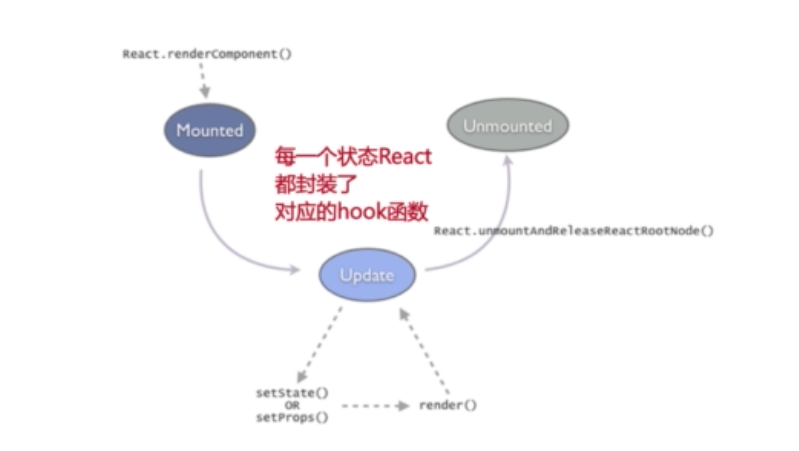 React.renderComponent()
Mounted
Unmounted
每一个状态React
都封装了
对应的hook函数
React.unmountAndReleaseReactRootNode()
Update
setState()
OR
setProps()
render()